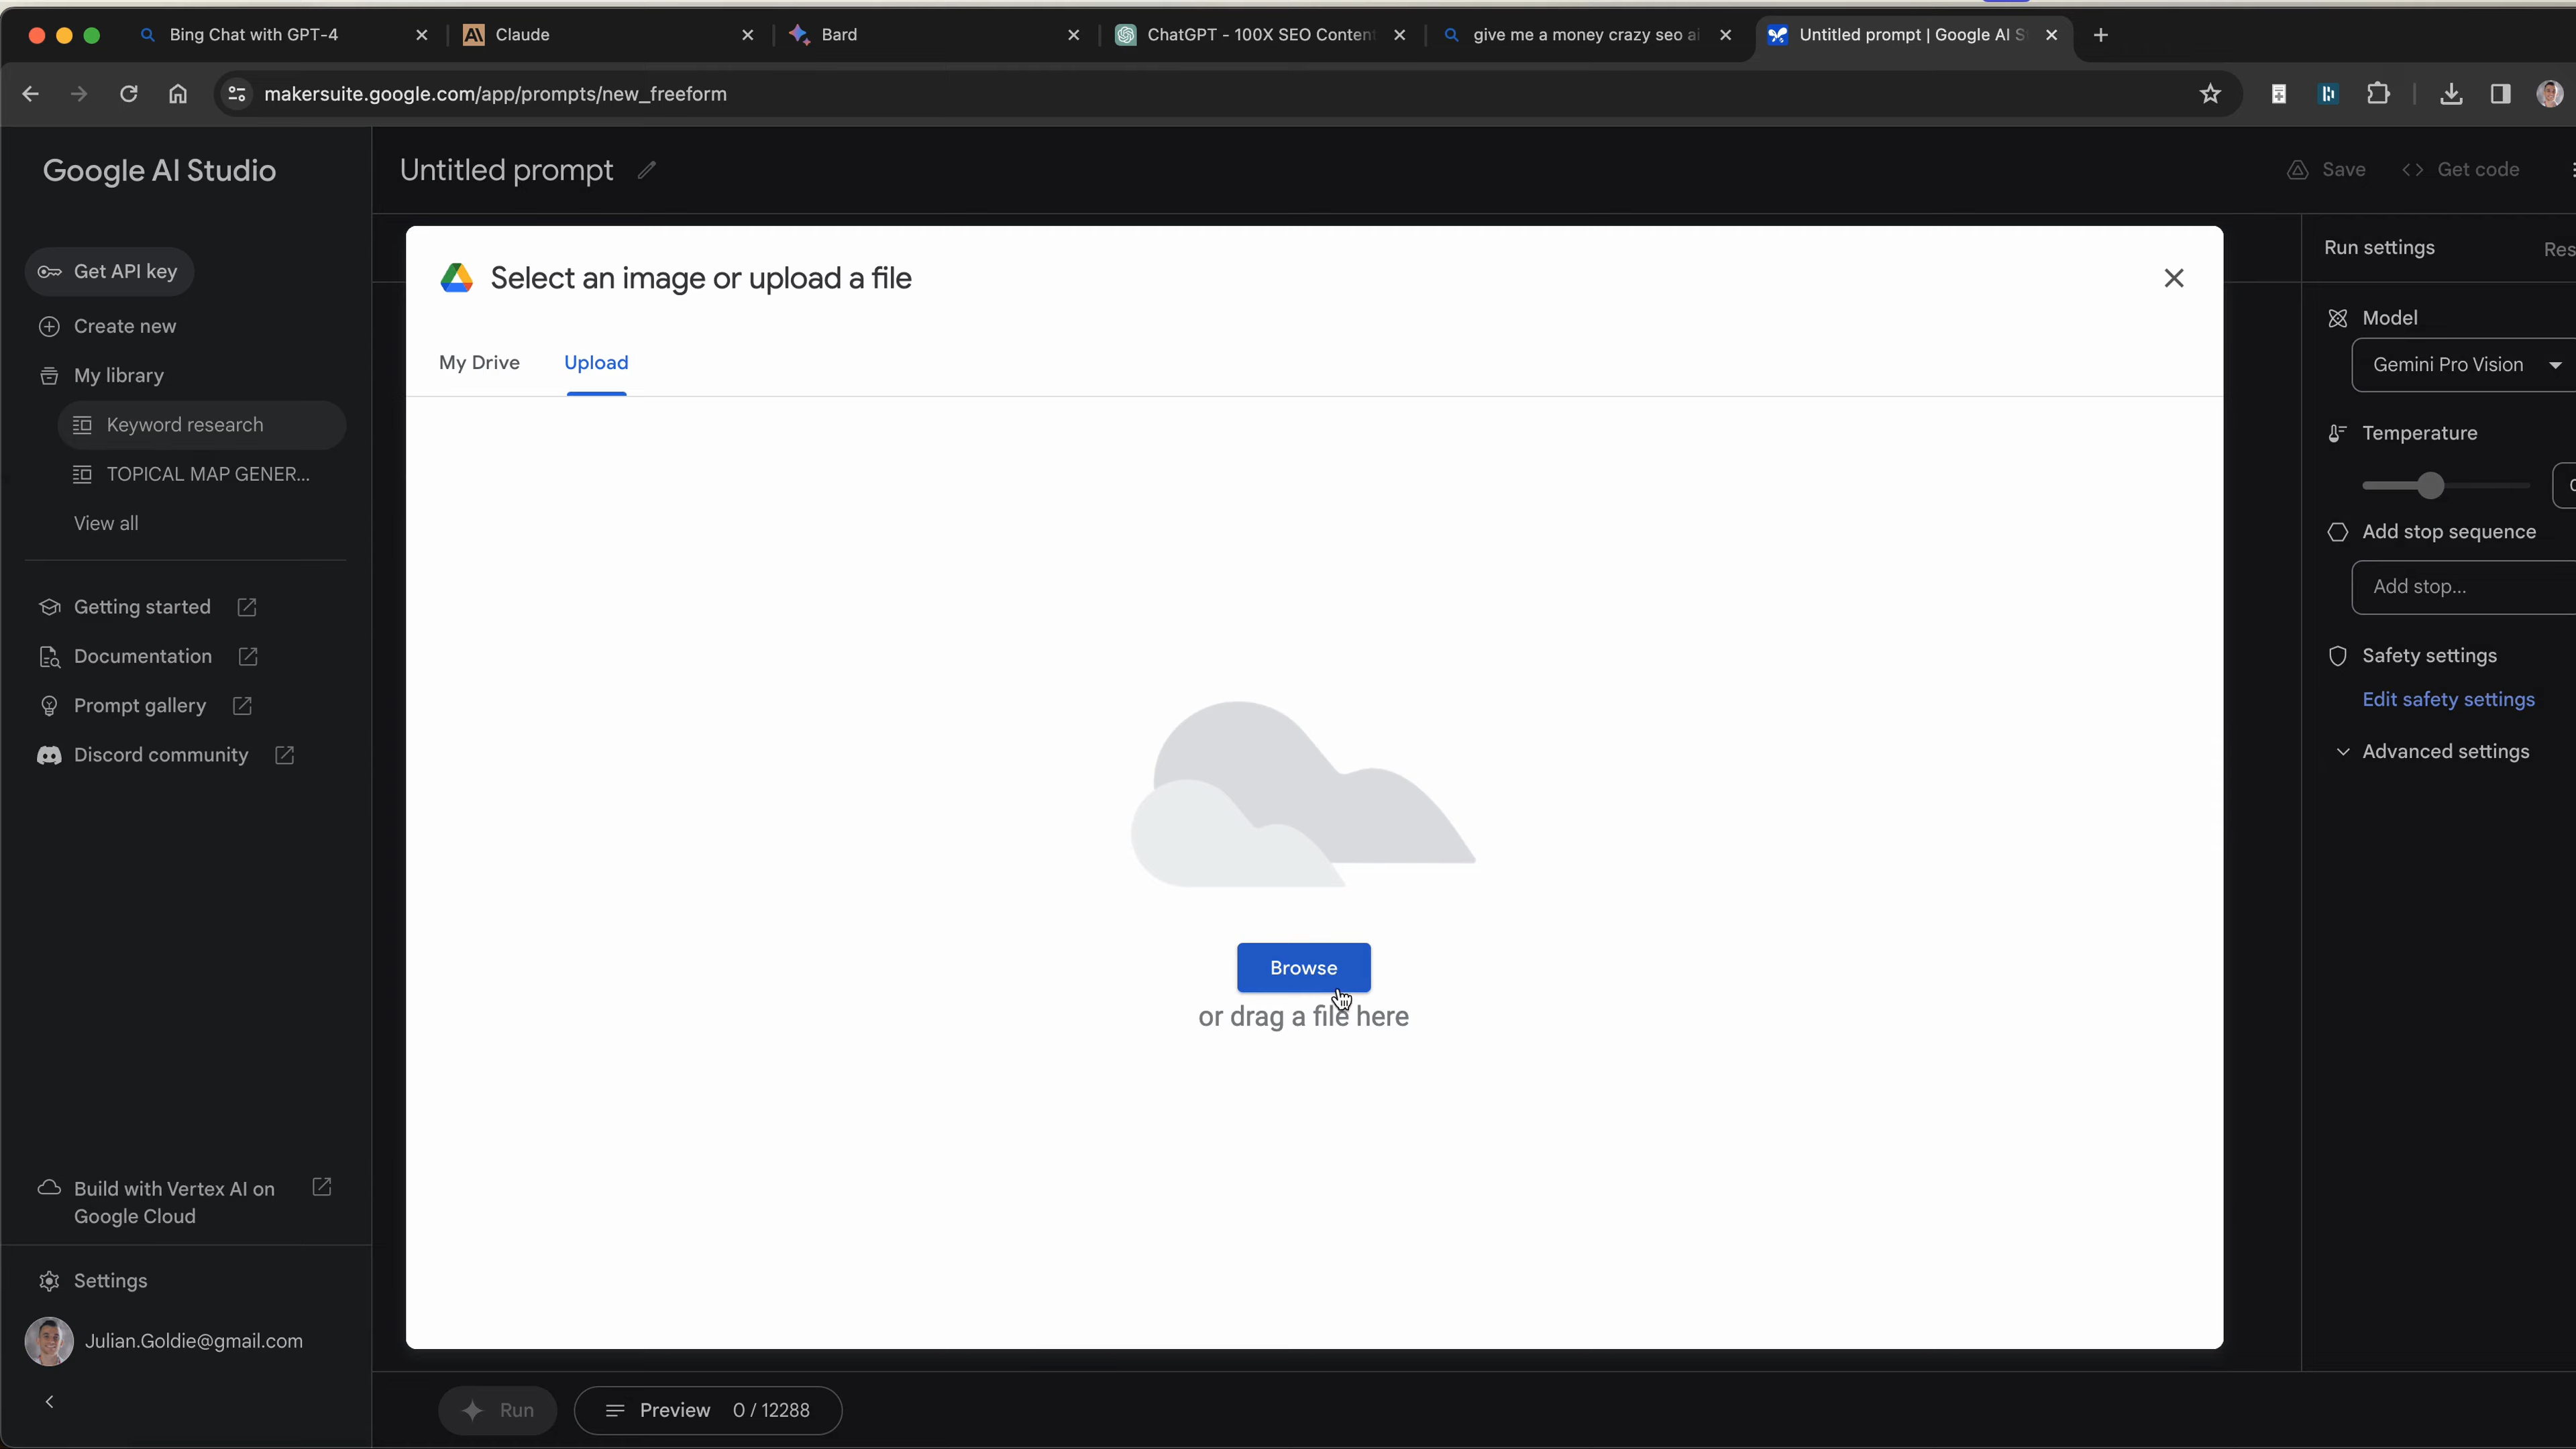 Bing Chat with GPT-4
Claude
Bard
ChatGPT - 100X SEO Conten
give me a money crazy seo ai
Untitled prompt | Google AI S
makersuite.google.com/app/prompts/new_freeform
Google AI Studio
Untitled prompt
Save
Get code
Get API key
Create new
My library
Keyword research
TOPICAL MAP GENER...
View all
Getting started
Documentation
Prompt gallery
Discord community
Build with Vertex AI on
Google Cloud
Settings
Julian.Goldie@gmail.com
Select an image or upload a file
My Drive
Upload
Browse
or drag a file here
Run settings
Res
Model
Gemini Pro Vision
Temperature
Add stop sequence
Add stop...
Safety settings
Edit safety settings
Advanced settings
Run
Preview 0 / 12288